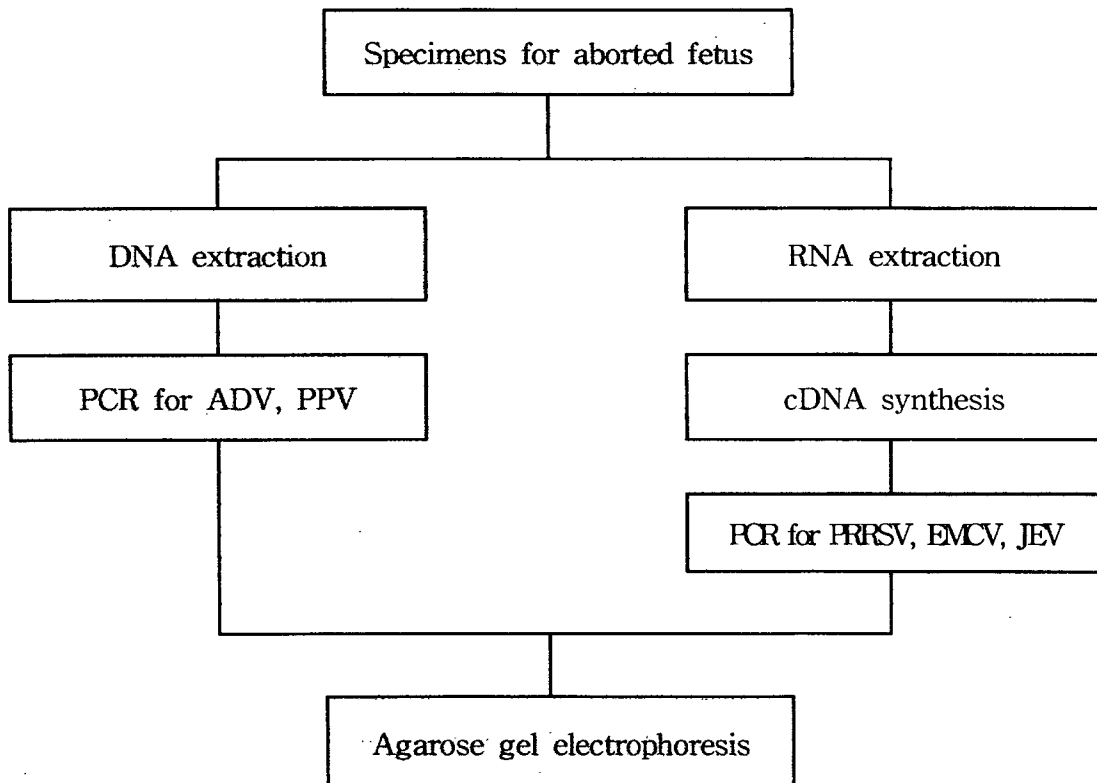 Specimens for aborted fetus
DNA extraction
RNA extraction
PCR for ADV, PPV
cDNA synthesis
PCR for PRRSV, EMCV, JEV
Agarose gel electrophoresis